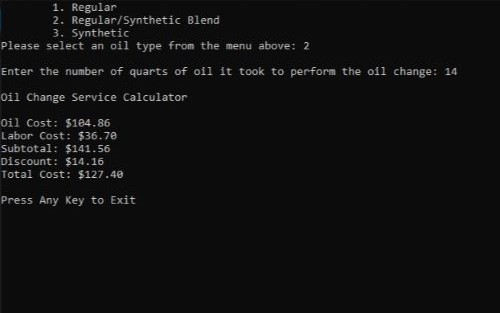 1. Regular
2. Regular/Synthetic Blend
3. Synthetic
Please select an oil type from the menu above: 2
Enter the number of quarts of oil it took to perform the oil change: 14
Oil Change Service Calculator
Oil Cost: $104.86
Labor Cost: $36.70
Subtotal: $141.56
Discount: $14.16
Total Cost: $127.40
Press Any Key to Exit